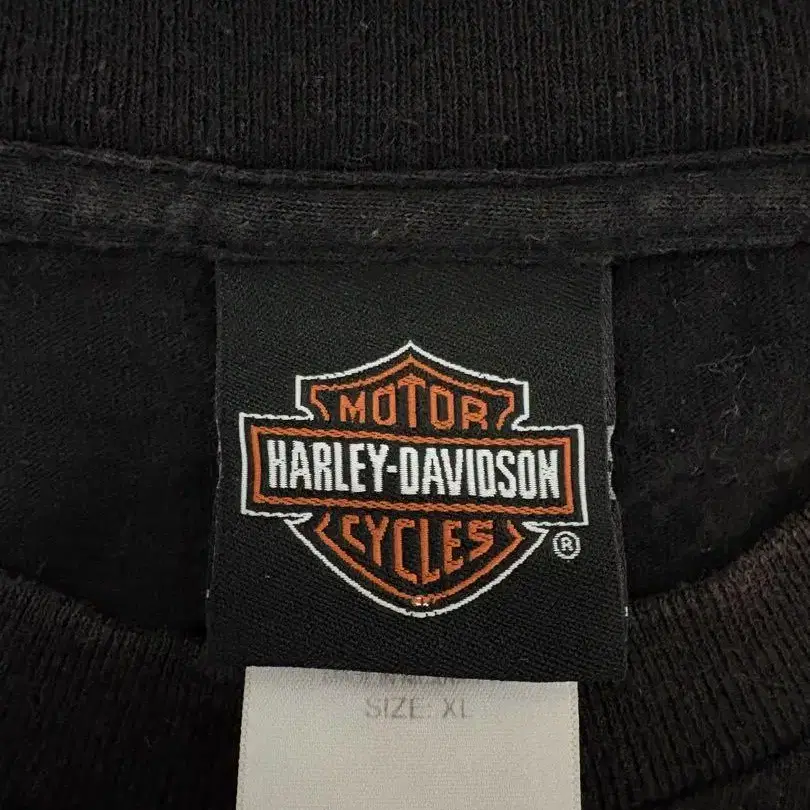 MOTOR
HARLEY-DAVIDSON
CYCLES
®
SIZE: XL